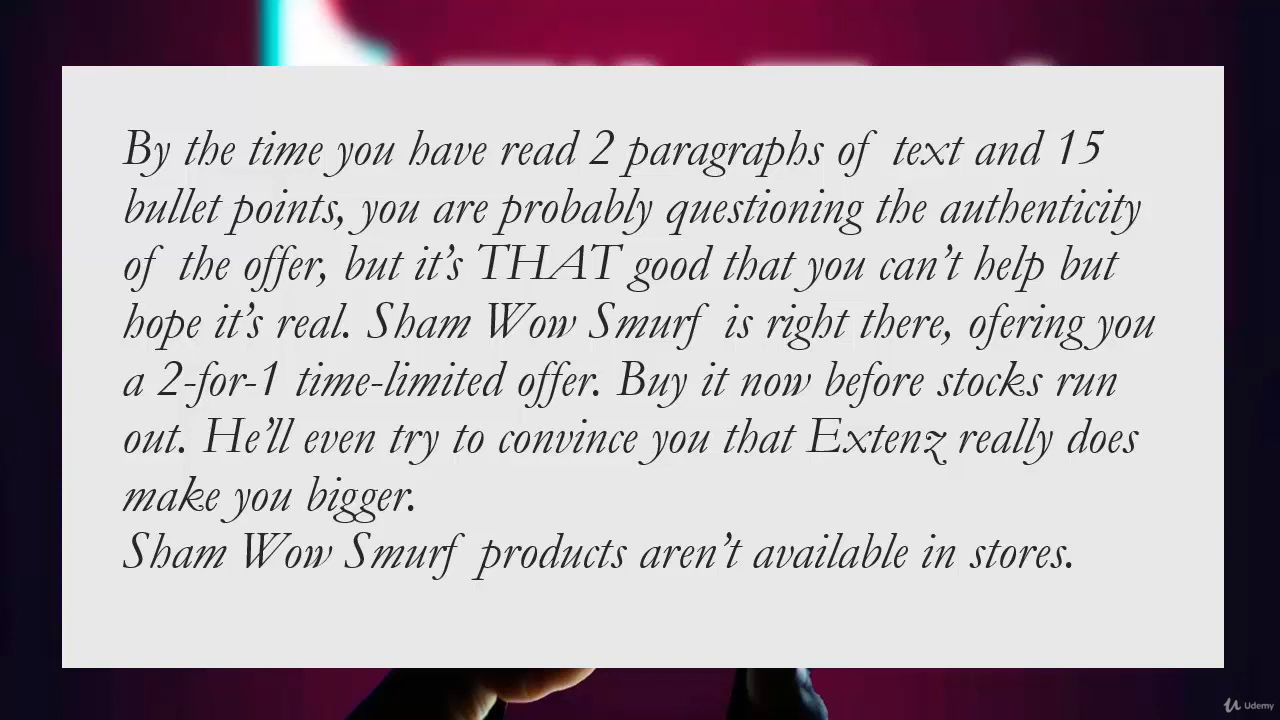 By the time you have read 2 paragraphs of text and 15
bullet points, you are probably questioning the authenticity
of the offer, but it's THAT good that you can't help but
hope it's real. Sham Wow Smurf is right there, ofering you
a 2-for-1 time-limited offer. Buy it now before stocks run
out. He'll even try to convince you that Extenz really does
make you bigger.
Sham Wow Smurf products aren't available in stores.
Udemy